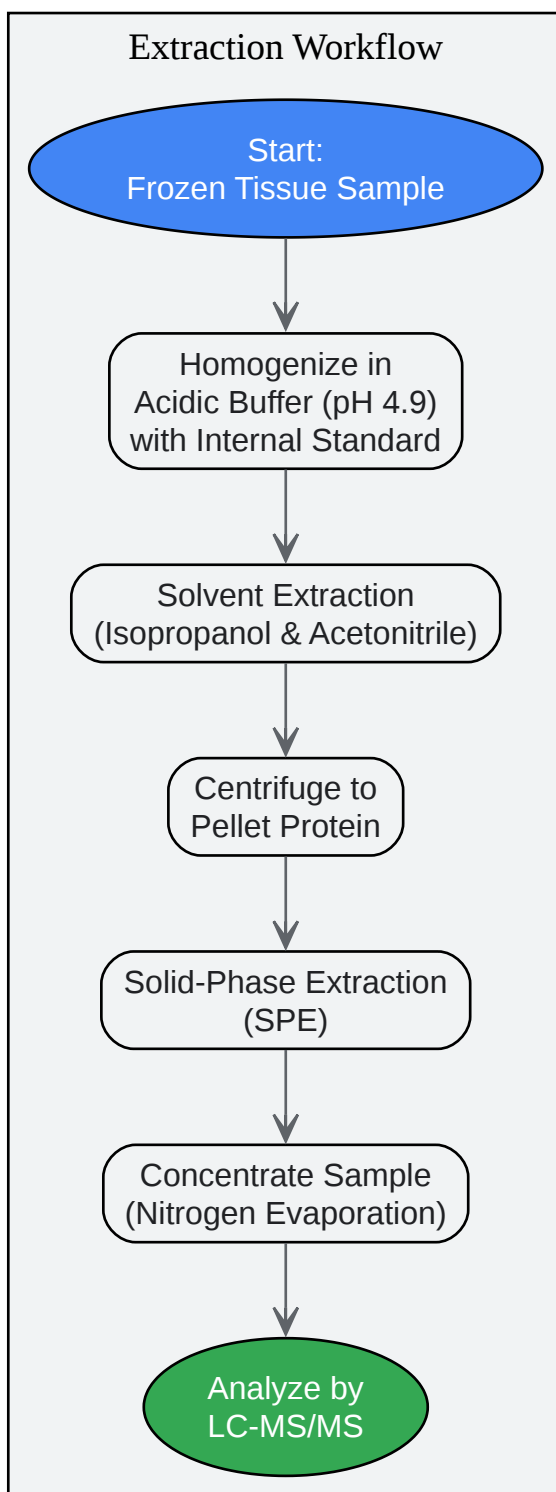 Extraction Workflow
Start:
Frozen Tissue Sample
Homogenize in
Acidic Buffer (pH 4.9)
with Internal Standard
Solvent Extraction
(Isopropanol & Acetonitrile)
Centrifuge to
Pellet Protein
Solid-Phase Extraction
(SPE)
Concentrate Sample
(Nitrogen Evaporation)
Analyze by
LC-MS/MS